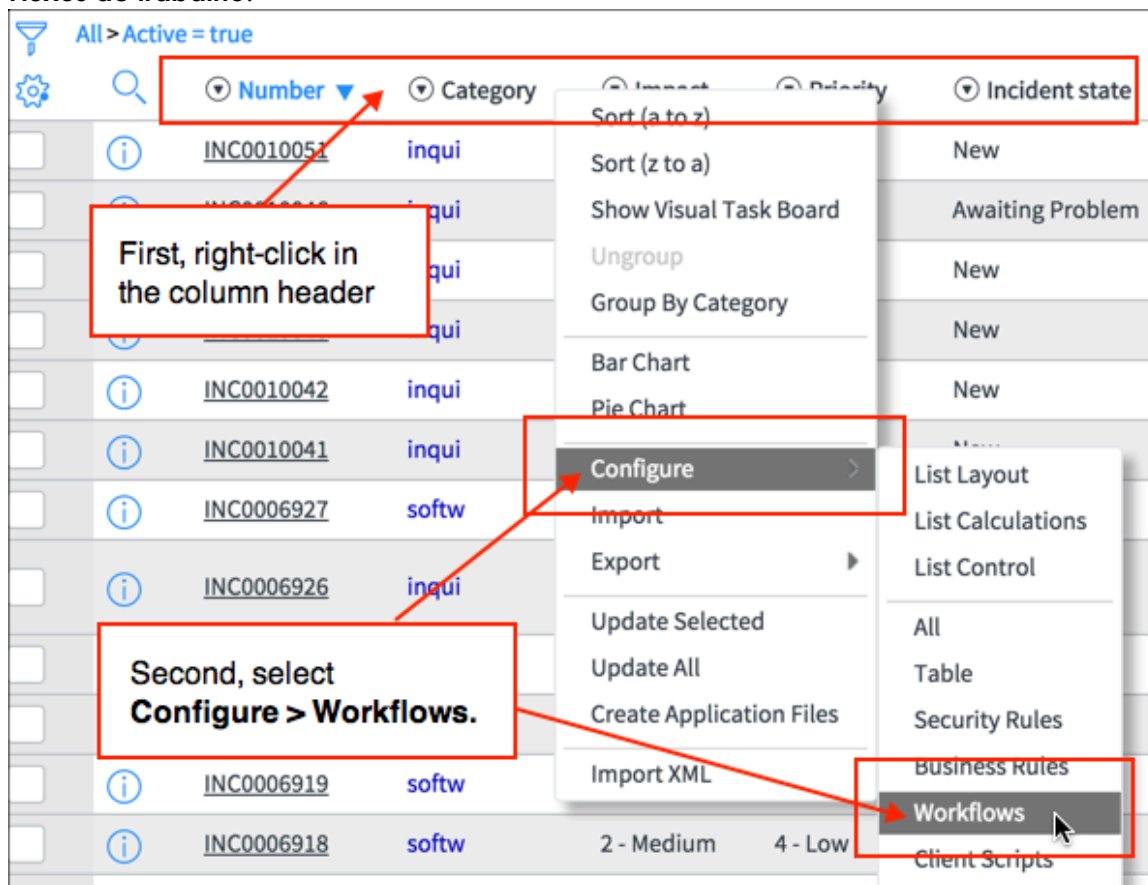 All > Active = true
Number Category Impact Priority Incident state
Sort (a to z)
INC0010051 inqui New
Sort (z to a)
inqui Show Visual Task Board Awaiting Problem
First, right-click in
the column header
Ungroup
qui New
Group By Category
inqui New
Bar Chart
INC0010042 inqui New
Pie Chart
INC0010041 inqui New
Configure
List Layout
INC0006927 softw
Import
List Calculations
Export
List Control
INC0006926 inqui
Update Selected
All
Second, select
Configure > Workflows.
Update All
Table
Create Application Files
Security Rules
Import XML
Business Rules
INC0006919 softw
Workflows
INC0006918 softw 2 - Medium 4 - Low
Client Scripts